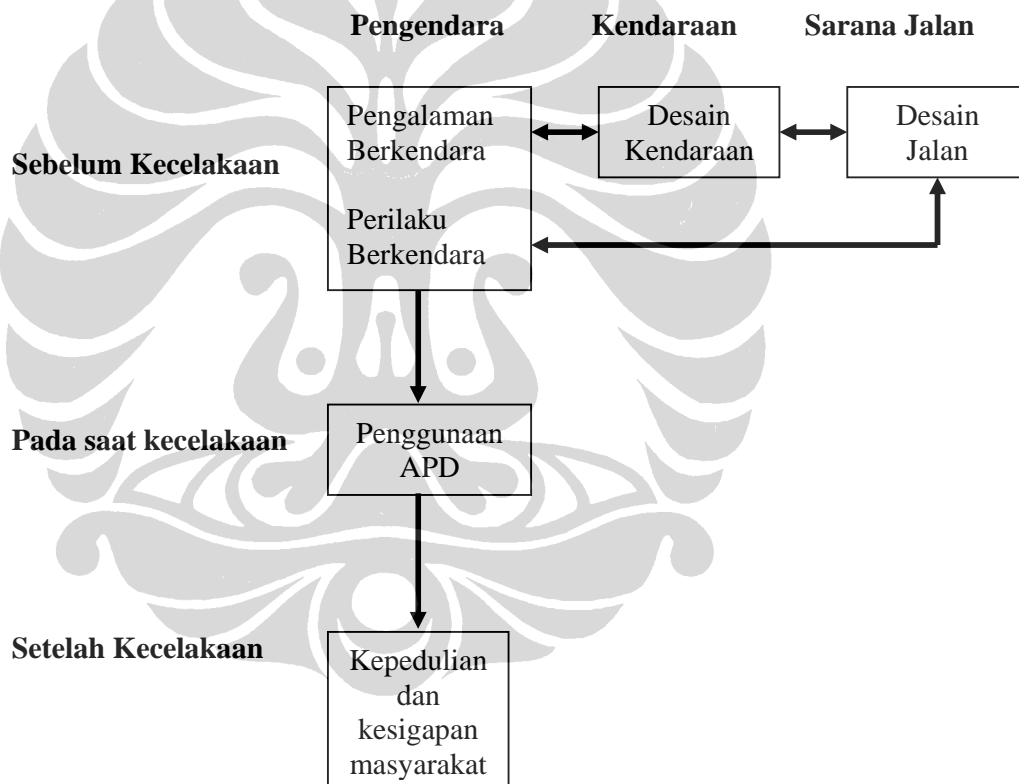 Pengendara Kendaraan Sarana Jalan
Sebelum Kecelakaan
Pengalaman
Berkendara
Perilaku
Berkendara
Desain
Kendaraan
Desain
Jalan
Pada saat kecelakaan
Penggunaan
APD
Setelah Kecelakaan
Kepedulian
dan
kesigapan
masyarakat